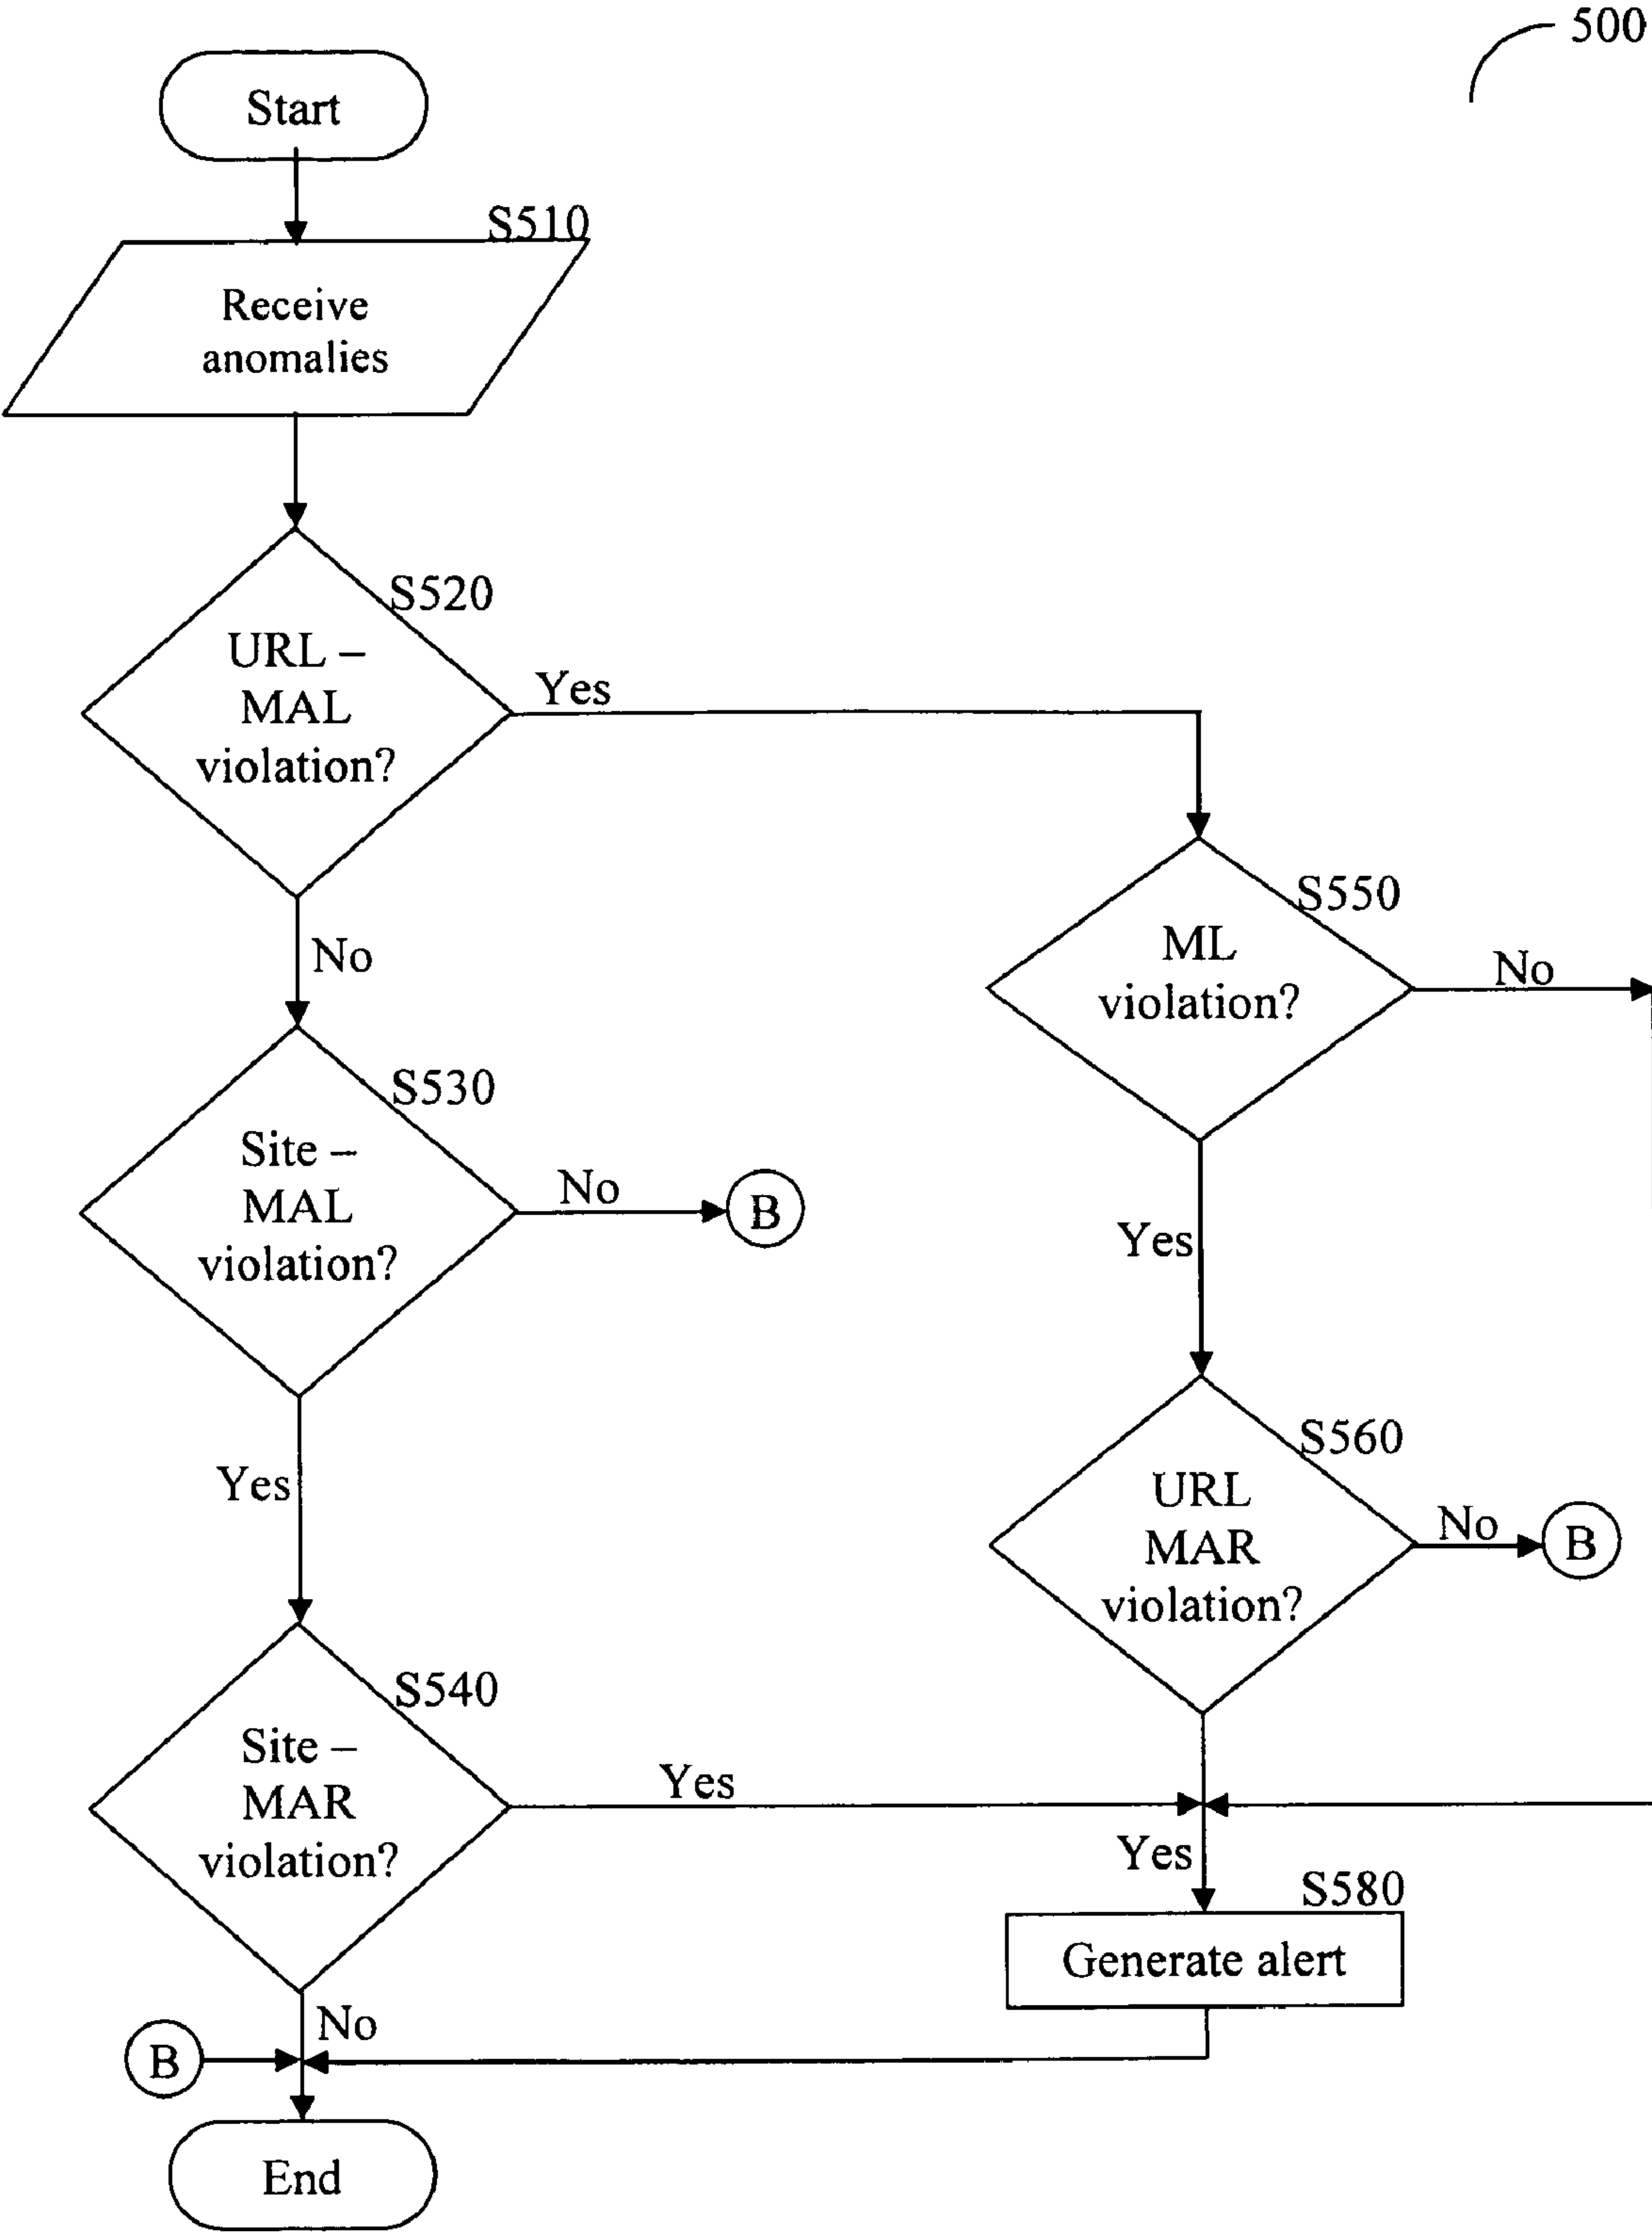 500
Start
S510
Receive
anomalies
S520
URL –
MAL
violation?
Yes
No
S550
ML
violation?
No
Yes
S530
Site –
MAL
violation?
No
B
Yes
S560
URL
MAR
violation?
No
B
S540
Site –
MAR
violation?
Yes
Yes
S580
Generate alert
No
B
End